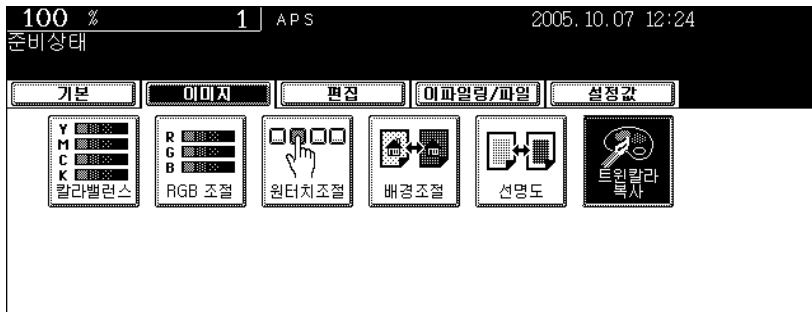 100 % 1 APS 2005.10.07 12:24
준비상태
기본 이미지 편집 이파일링/파일 설정값
Y
M
C
K
칼라밸런스
R
G
B
RGB 조절
원터치조절
배경조절
선명도
트윈칼라
복사